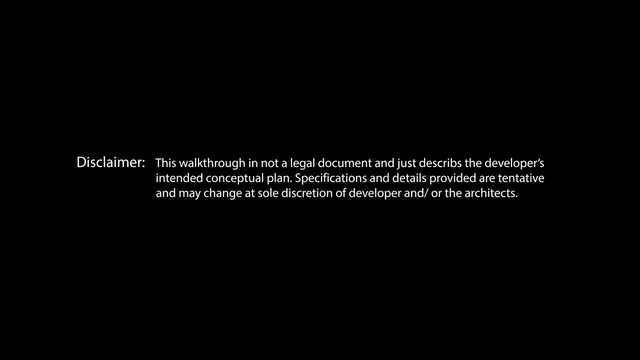 Disclaimer: This walkthrough in not a legal document and just describs the developer's
intended conceptual plan. Specifications and details provided are tentative
and may change at sole discretion of developer and/ or the architects.